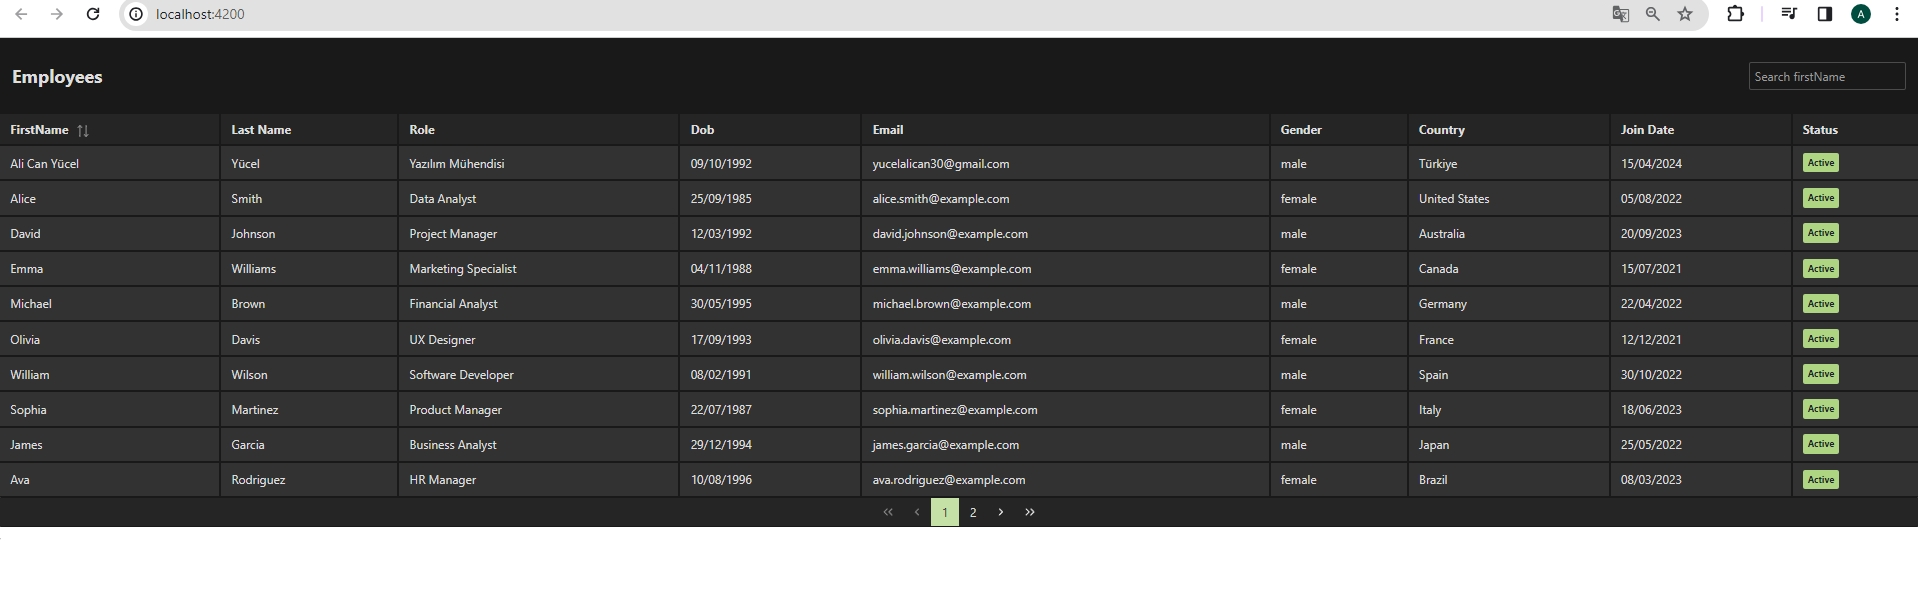 localhost:4200
A
Employees
Search firstName
FirstName Last Name Role Dob Email Gender Country Join Date Status
Ali Can Yücel Yücel Yazılım Mühendisi 09/10/1992 yucelalican30@gmail.com male Türkiye 15/04/2024 Active
Alice Smith Data Analyst 25/09/1985 alice.smith@example.com female United States 05/08/2022 Active
David Johnson Project Manager 12/03/1992 david.johnson@example.com male Australia 20/09/2023 Active
Emma Williams Marketing Specialist 04/11/1988 emma.williams@example.com female Canada 15/07/2021 Active
Michael Brown Financial Analyst 30/05/1995 michael.brown@example.com male Germany 22/04/2022 Active
Olivia Davis UX Designer 17/09/1993 olivia.davis@example.com female France 12/12/2021 Active
William Wilson Software Developer 08/02/1991 william.wilson@example.com male Spain 30/10/2022 Active
Sophia Martinez Product Manager 22/07/1987 sophia.martinez@example.com female Italy 18/06/2023 Active
James Garcia Business Analyst 29/12/1994 james.garcia@example.com male Japan 25/05/2022 Active
Ava Rodriguez HR Manager 10/08/1996 ava.rodriguez@example.com female Brazil 08/03/2023 Active
1 2